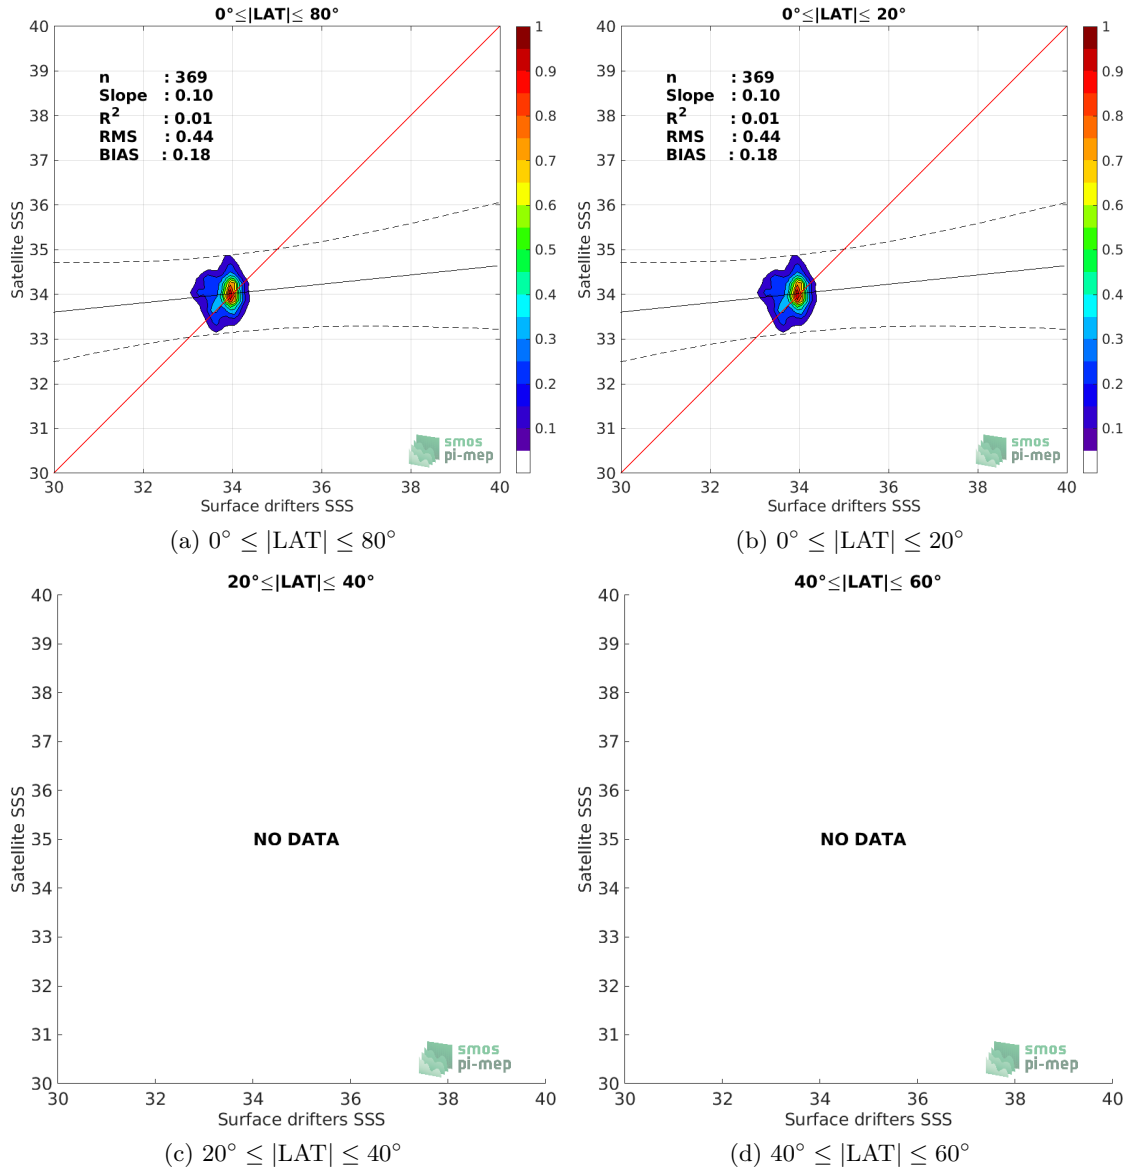 0°≤|LAT|≤ 80°
40
39
38
37
36
35
34
33
32
31
30
Satellite SSS
n : 369
Slope : 0.10
R2 : 0.01
RMS : 0.44
BIAS : 0.18
smos
pi-mep
30 32 34 36 38 40
Surface drifters SSS
1
0.9
0.8
0.7
0.6
0.5
0.4
0.3
0.2
0.1
(a) 0° ≤ |LAT| ≤ 80°
0°≤|LAT|≤ 20°
40
39
38
37
36
35
34
33
32
31
30
Satellite SSS
n : 369
Slope : 0.10
R2 : 0.01
RMS : 0.44
BIAS : 0.18
smos
pi-mep
30 32 34 36 38 40
Surface drifters SSS
1
0.9
0.8
0.7
0.6
0.5
0.4
0.3
0.2
0.1
(b) 0° ≤ |LAT| ≤ 20°
20°≤|LAT|≤ 40°
40
39
38
37
36
35
34
33
32
31
30
Satellite SSS
NO DATA
smos
pi-mep
30 32 34 36 38 40
Surface drifters SSS
(c) 20° ≤ |LAT| ≤ 40°
40°≤|LAT|≤ 60°
40
39
38
37
36
35
34
33
32
31
30
Satellite SSS
NO DATA
smos
pi-mep
30 32 34 36 38 40
Surface drifters SSS
(d) 40° ≤ |LAT| ≤ 60°